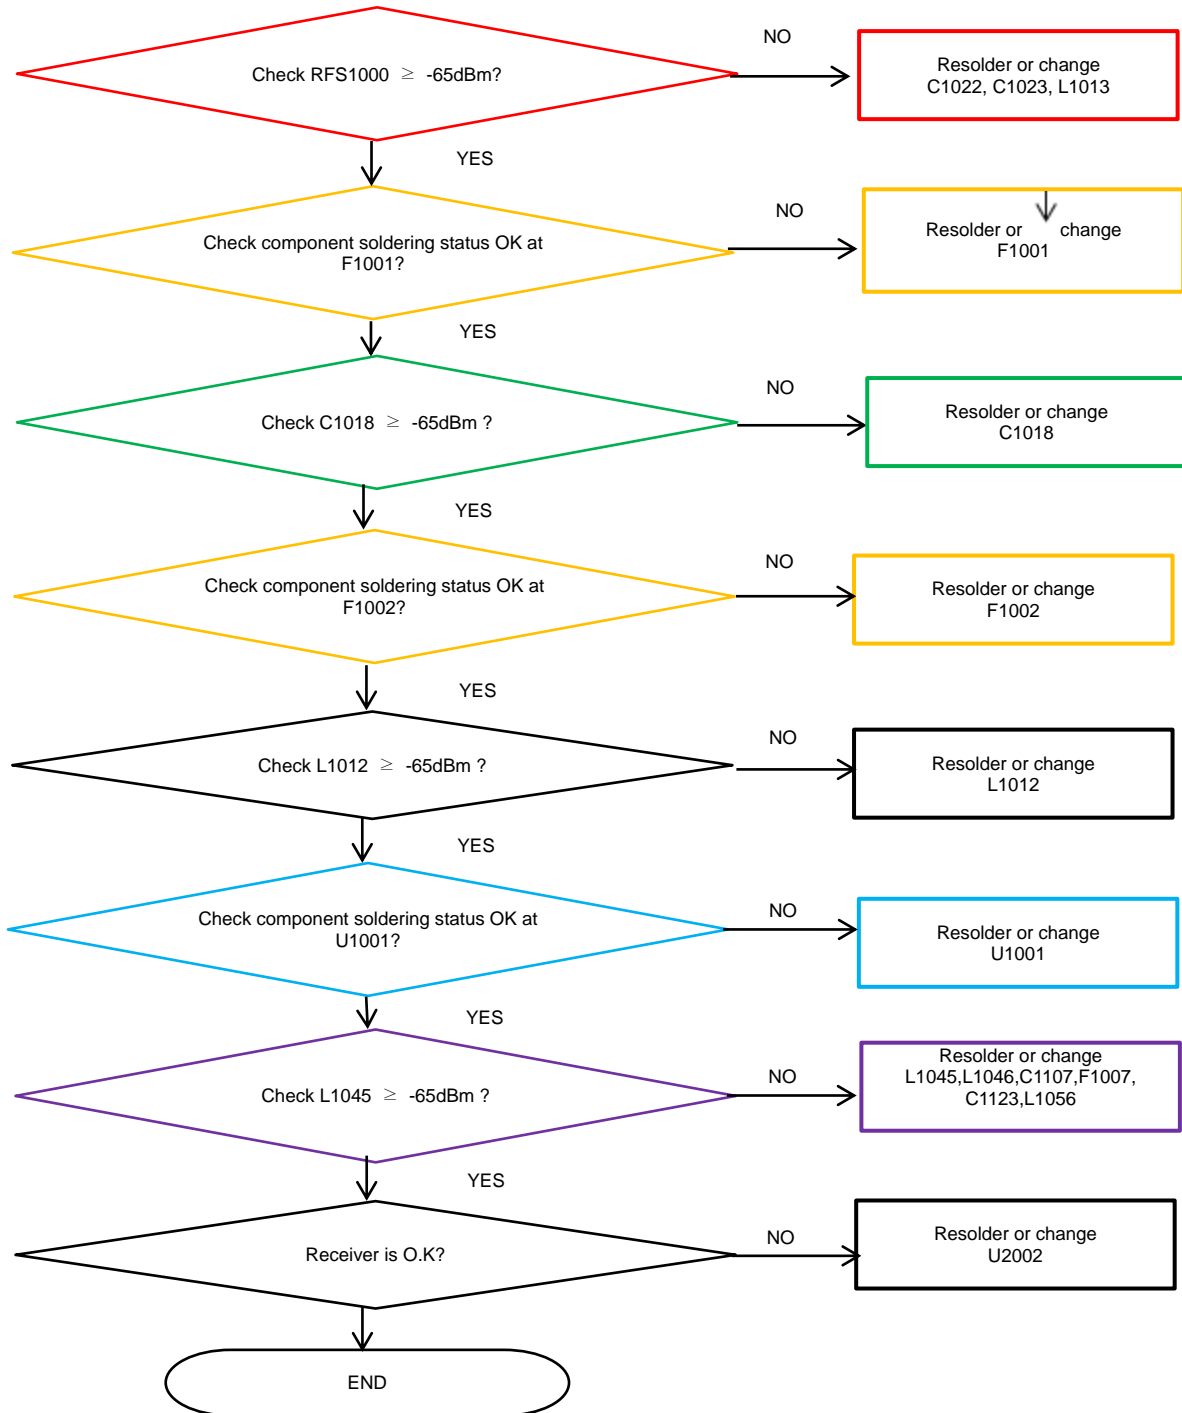 NO
Check RFS1000 ≥ -65dBm?
Resolder or change
C1022, C1023, L1013
YES
NO
Check component soldering status OK at
F1001?
Resolder or change
F1001
YES
NO
Check C1018 ≥ -65dBm ?
Resolder or change
C1018
YES
NO
Check component soldering status OK at
F1002?
Resolder or change
F1002
YES
NO
Check L1012 ≥ -65dBm ?
Resolder or change
L1012
YES
NO
Check component soldering status OK at
U1001?
Resolder or change
U1001
YES
NO
Check L1045 ≥ -65dBm ?
Resolder or change
L1045,L1046,C1107,F1007,
C1123,L1056
YES
NO
Receiver is O.K?
Resolder or change
U2002
END